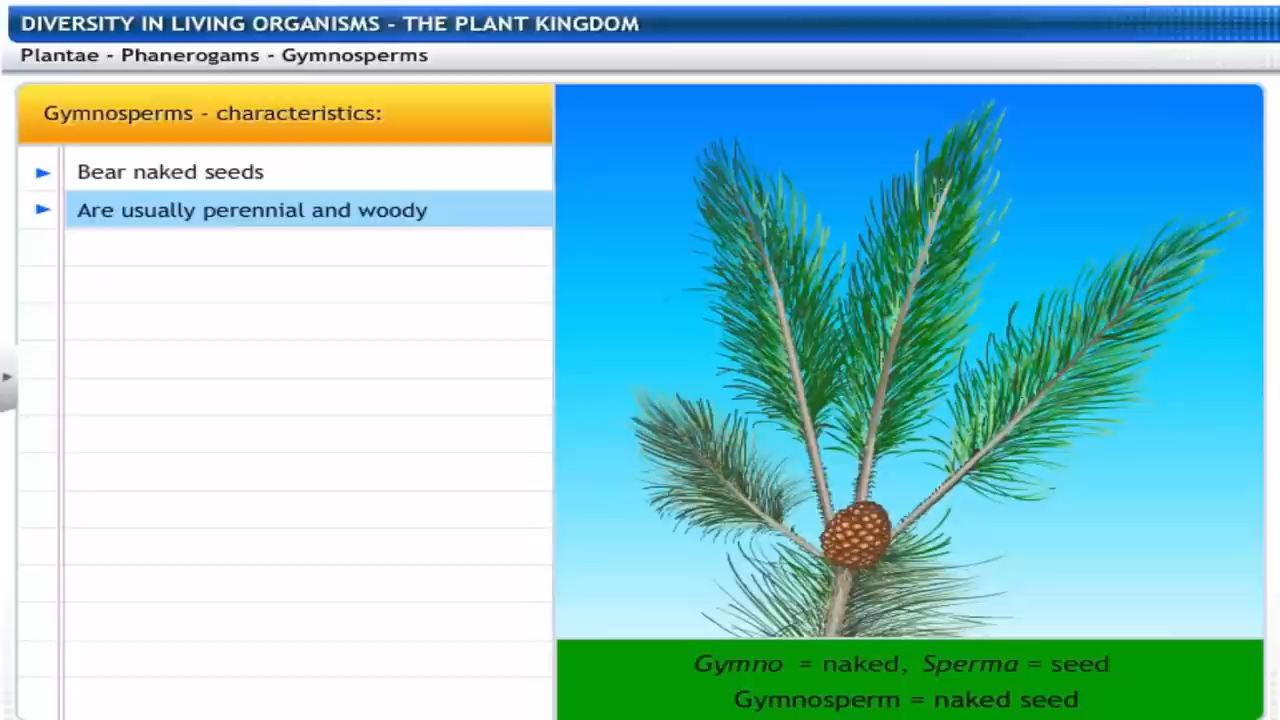 DIVERSITY IN LIVING ORGANISMS - THE PLANT KINGDOM
Plantae - Phanerogams - Gymnosperms
Gymnosperms - characteristics:
Bear naked seeds
Are usually perennial and woody
Gymno = naked, Sperma = seed
Gymnosperm = naked seed